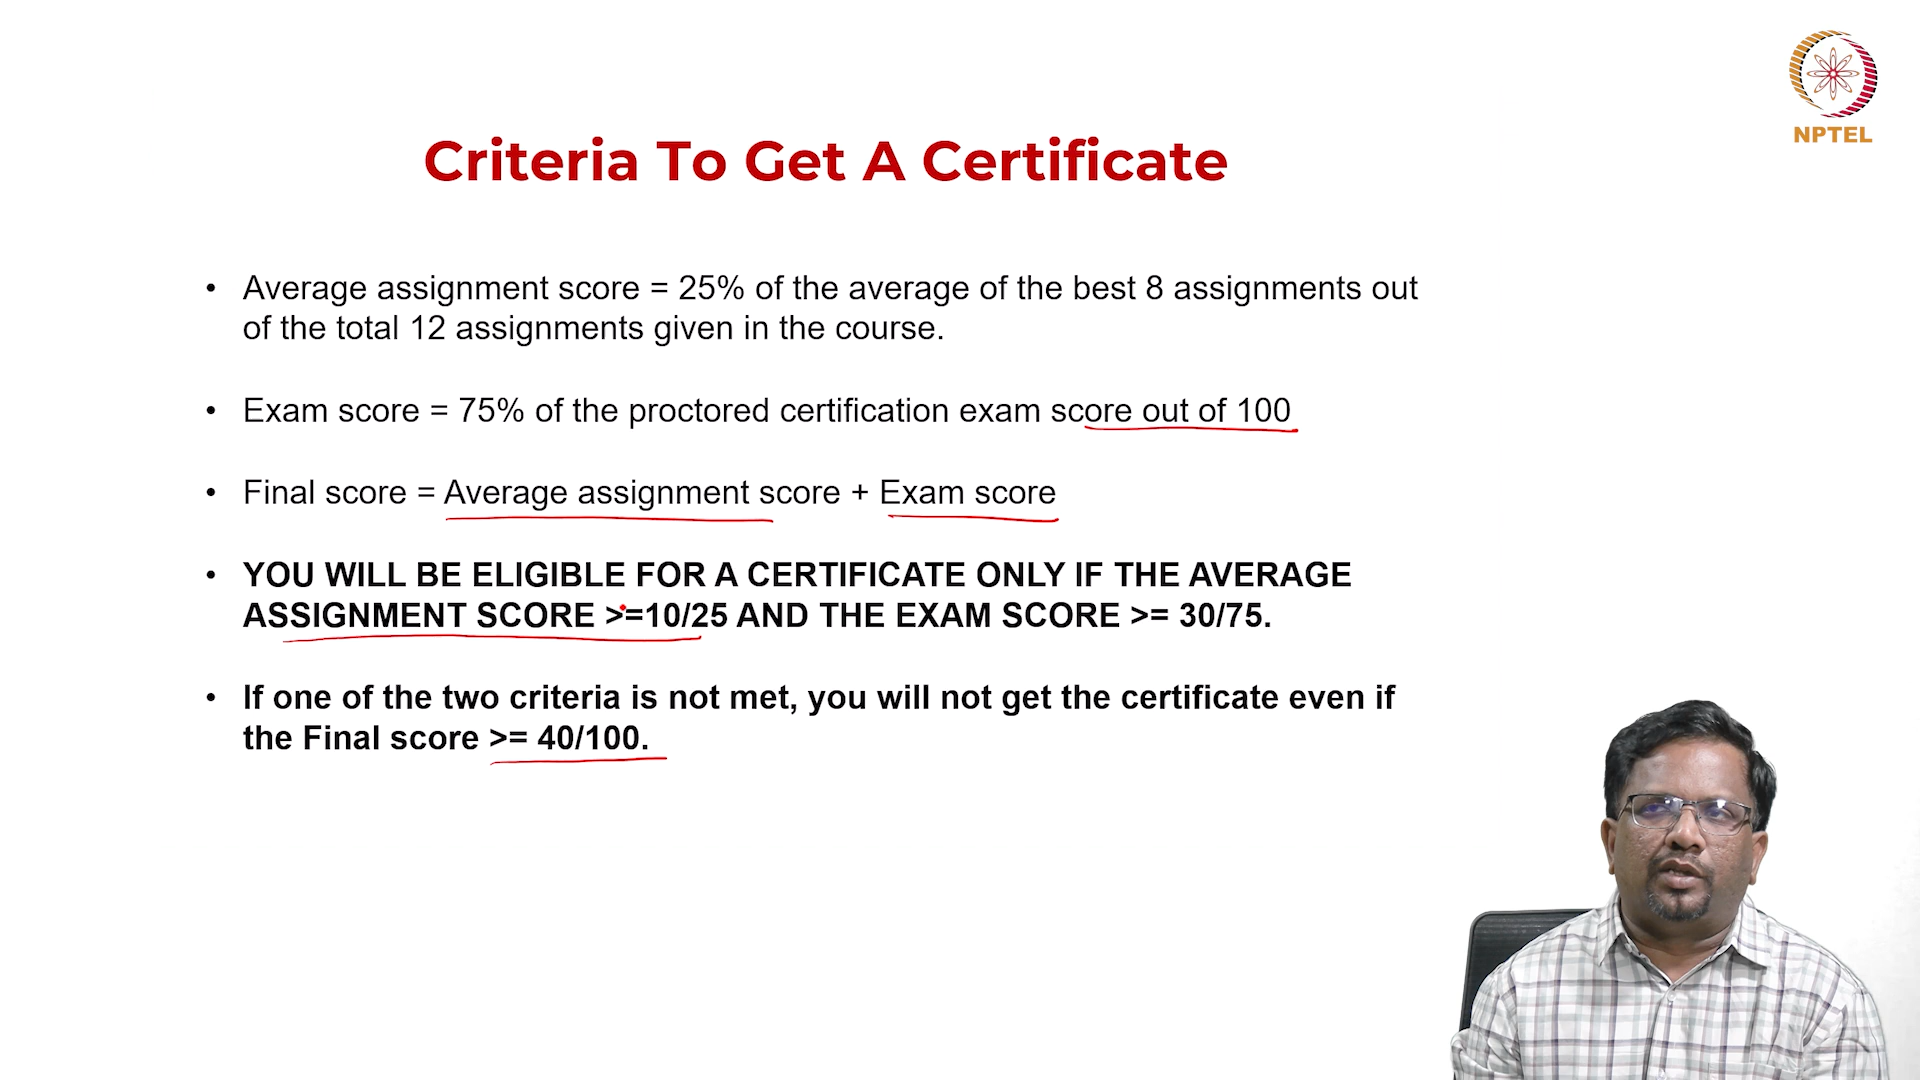 NPTEL
Criteria To Get A Certificate
• Average assignment score = 25% of the average of the best 8 assignments out
of the total 12 assignments given in the course.
• Exam score = 75% of the proctored certification exam score out of 100
• Final score = Average assignment score + Exam score
• YOU WILL BE ELIGIBLE FOR A CERTIFICATE ONLY IF THE AVERAGE
ASSIGNMENT SCORE >=10/25 AND THE EXAM SCORE >= 30/75.
• If one of the two criteria is not met, you will not get the certificate even if
the Final score >= 40/100.